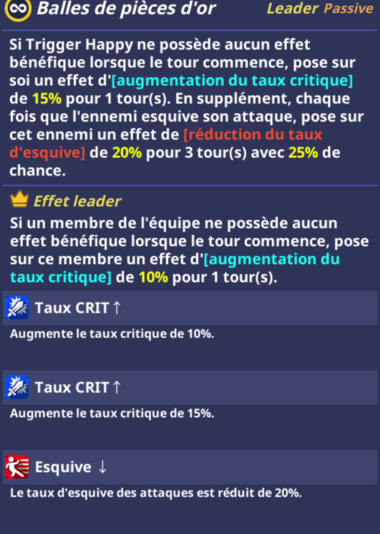 Balles de pièces d'or Leader Passive
Si Trigger Happy ne possède aucun effet
bénéfique lorsque le tour commence, pose sur
soi un effet d'[augmentation du taux critique]
de 15% pour 1 tour(s). En supplément, chaque
fois que l'ennemi esquive son attaque, pose sur
cet ennemi un effet de [réduction du taux
d'esquive] de 20% pour 3 tour(s) avec 25% de
chance.
Effet leader
Si un membre de l'équipe ne possède aucun
effet bénéfique lorsque le tour commence, pose
sur ce membre un effet d'[augmentation du
taux critique] de 10% pour 1 tour(s).
Taux CRIT↑
Augmente le taux critique de 10%.
Taux CRIT↑
Augmente le taux critique de 15%.
Esquive ↓
Le taux d'esquive des attaques est réduit de 20%.